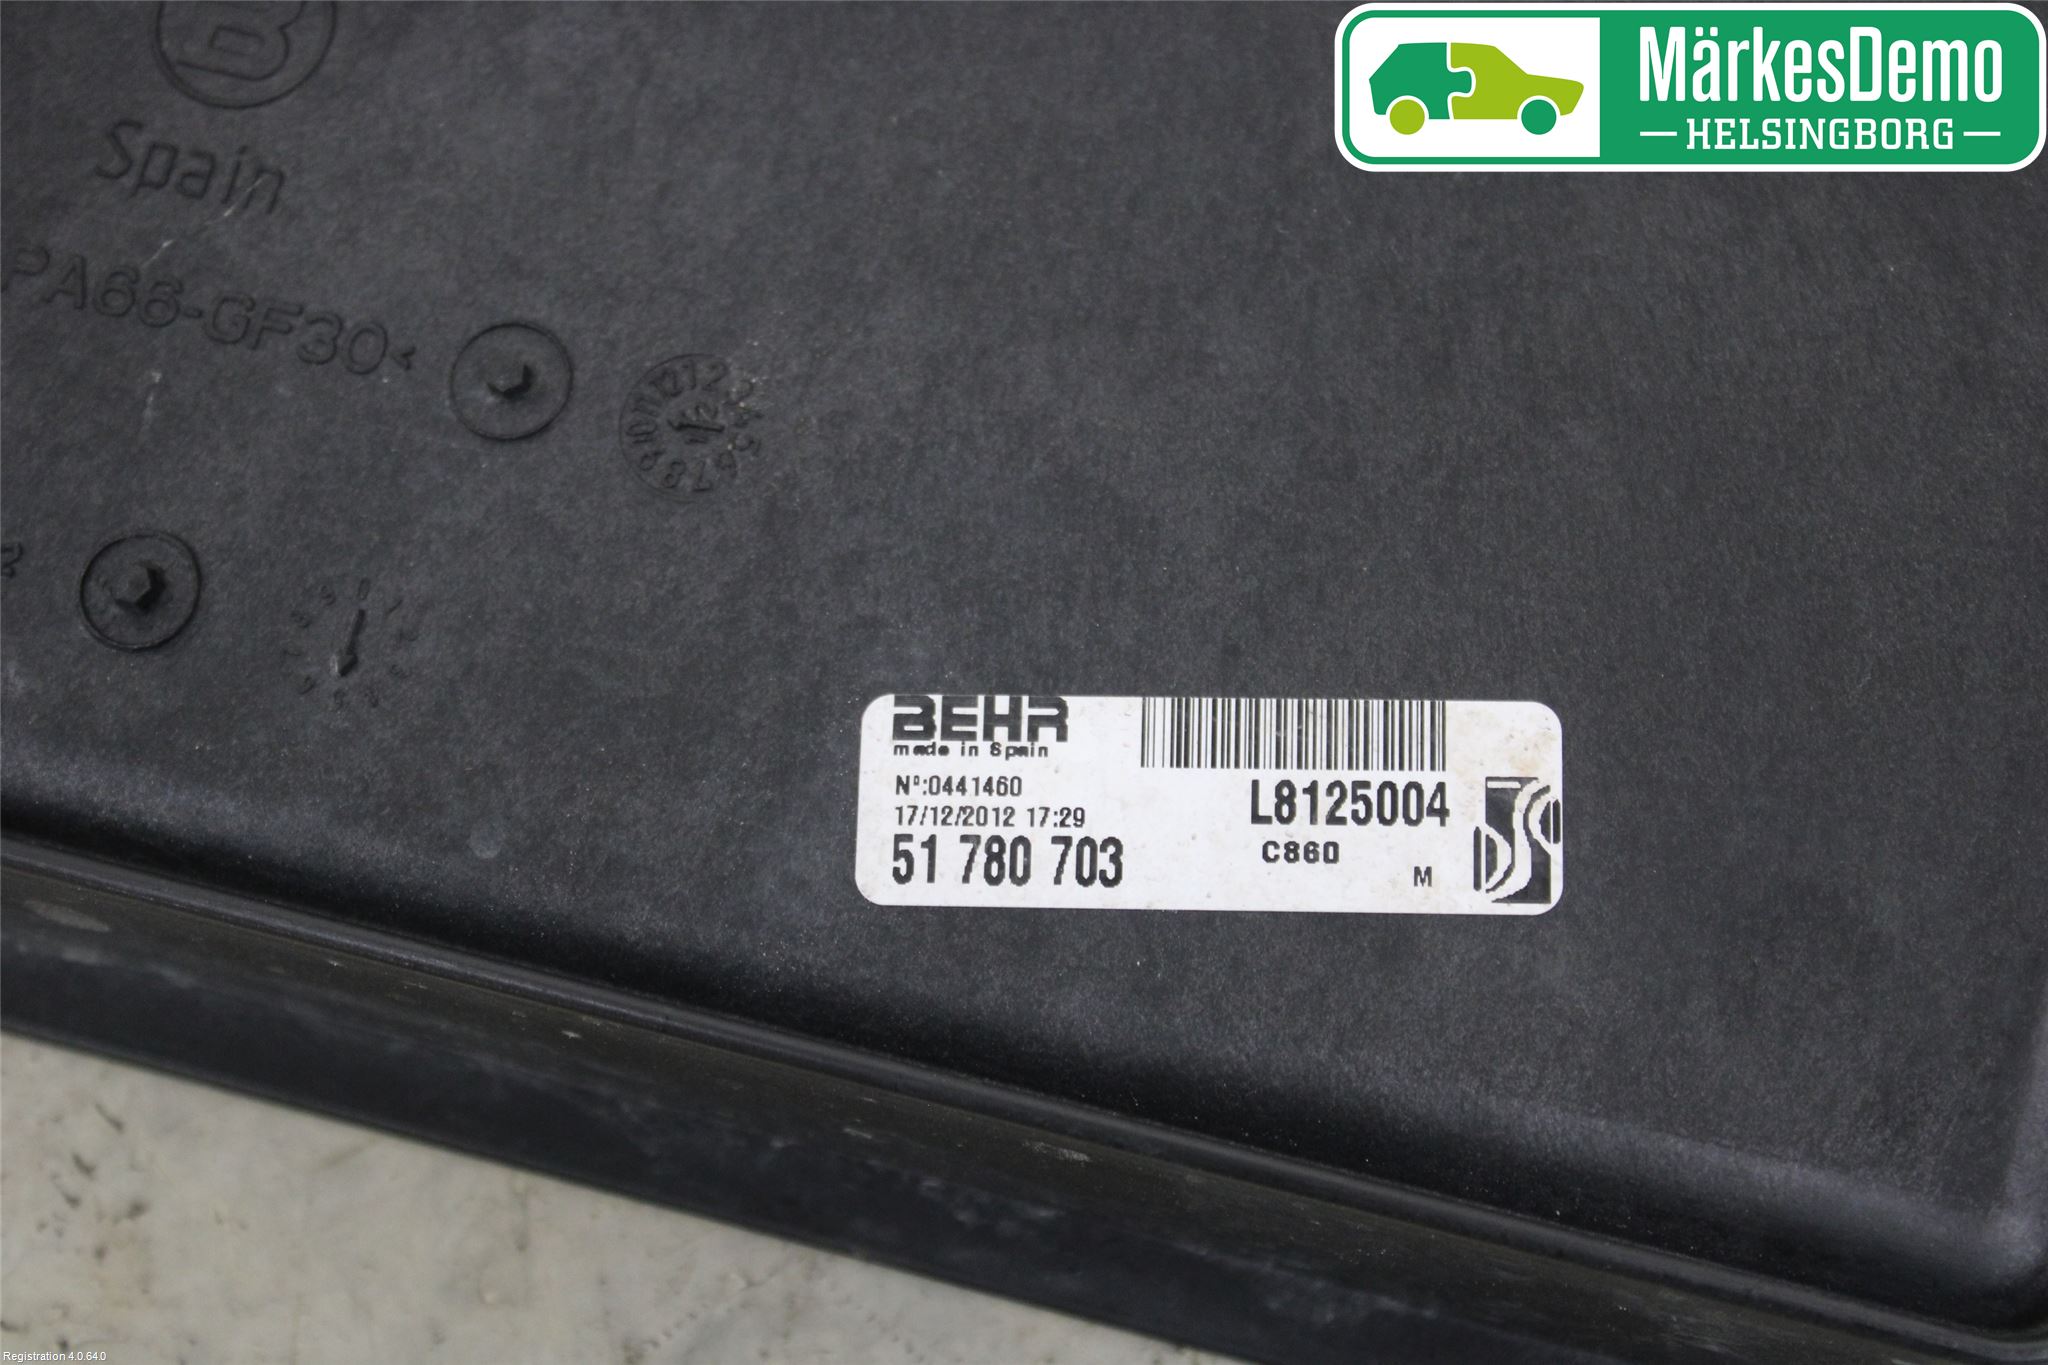 MärkesDemo
HELSINGBORG
B
Spain
PA66-GF30<
BEHR
made in Spain
Nº:0441460
17/12/2012 17:29
51 780 703
L8125004
C860
M
Registration 4.0.64.0